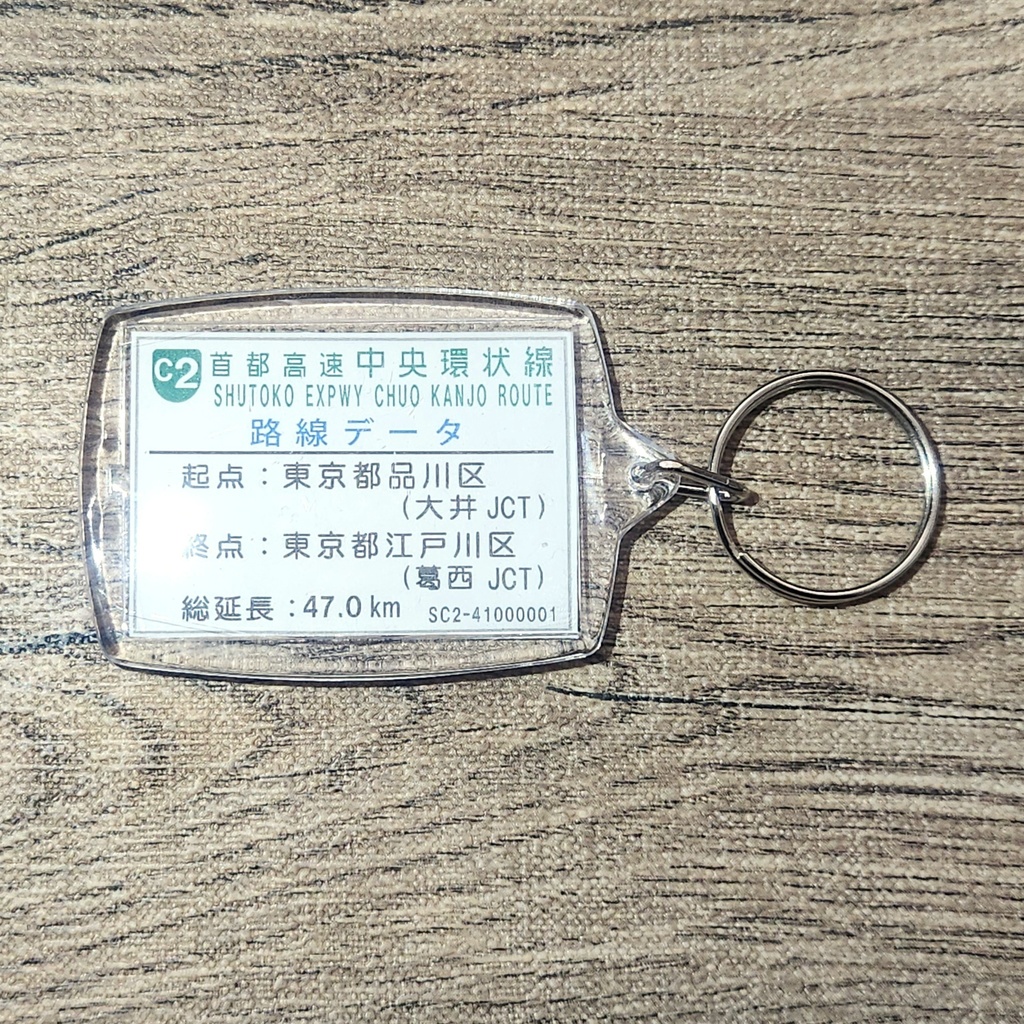 C2 首都高速中央環状線
SHUTOKO EXPWY CHUO KANJO ROUTE
路線データ
起点：東京都品川区
(大井 JCT)
終点：東京都江戸川区
(葛西 JCT)
総延長：47.0 km SC2-41000001